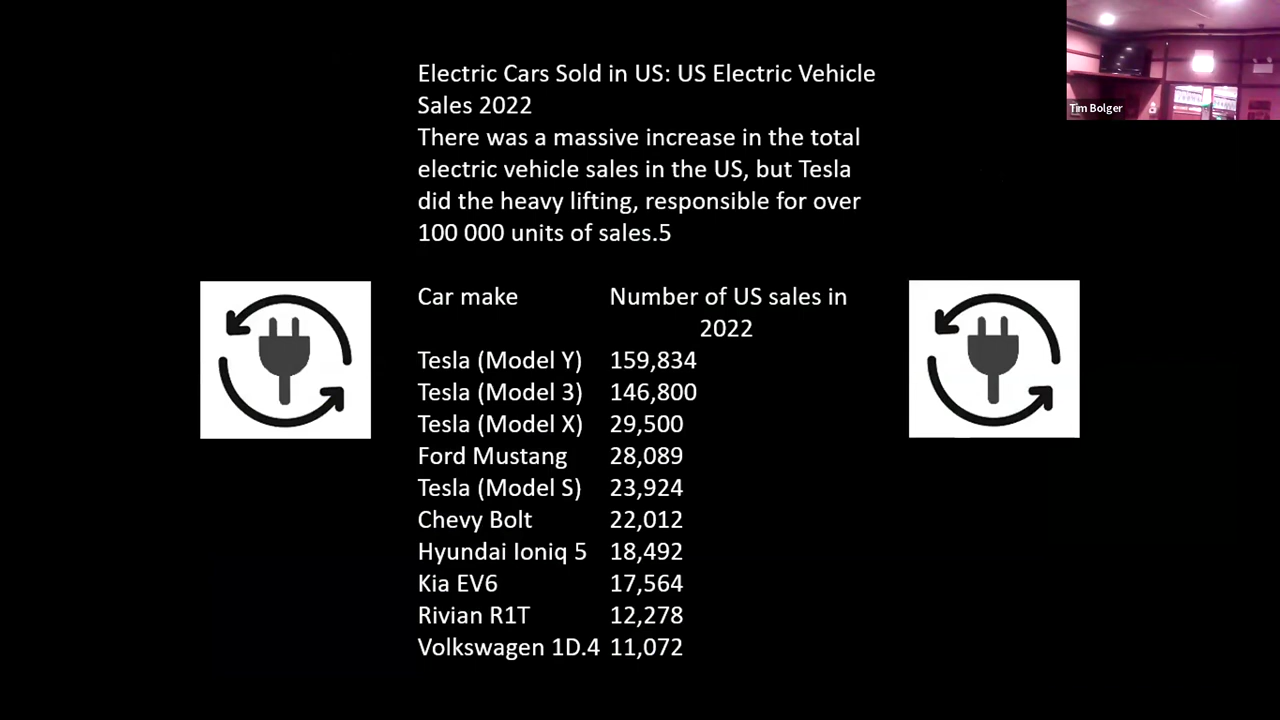 Electric Cars Sold in US: US Electric Vehicle
Sales 2022
There was a massive increase in the total
electric vehicle sales in the US, but Tesla
did the heavy lifting, responsible for over
100 000 units of sales.5
Car make Number of US sales in
2022
Tesla (Model Y) 159,834
Tesla (Model 3) 146,800
Tesla (Model X) 29,500
Ford Mustang 28,089
Tesla (Model S) 23,924
Chevy Bolt 22,012
Hyundai Ioniq 5 18,492
Kia EV6 17,564
Rivian R1T 12,278
Volkswagen 1D.4 11,072
Tim Bolger